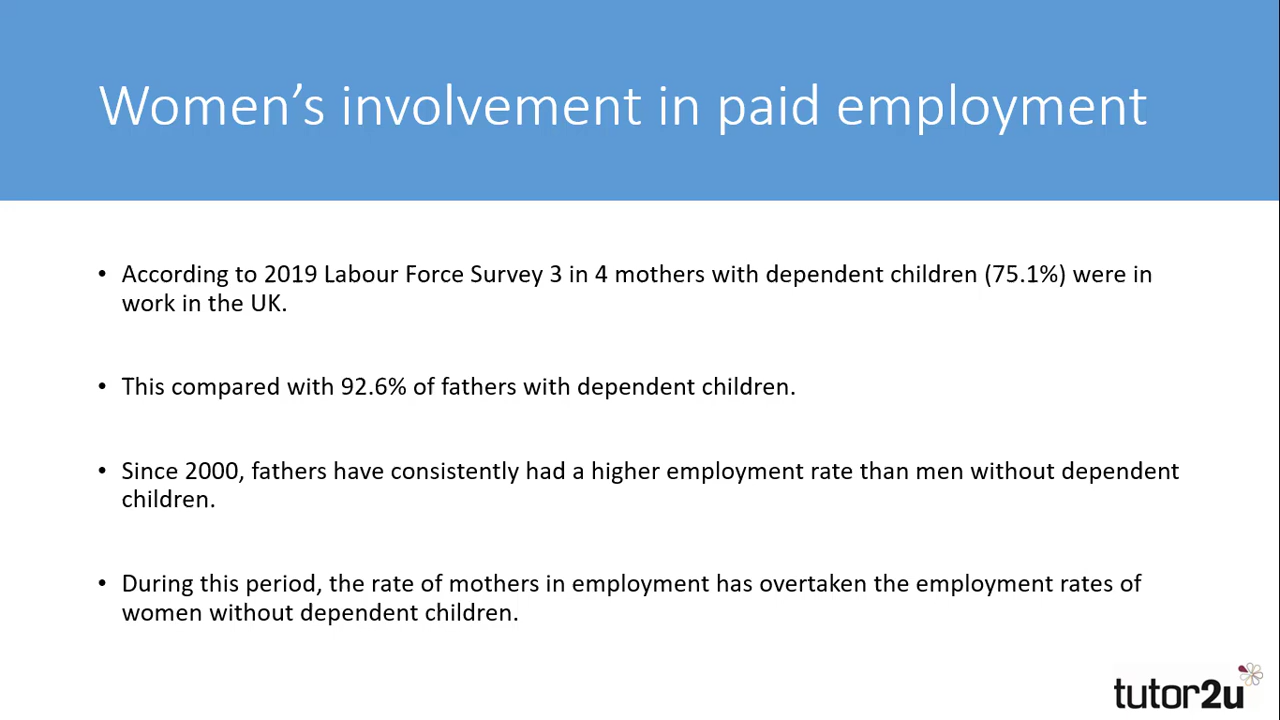 Women’s involvement in paid employment
• According to 2019 Labour Force Survey 3 in 4 mothers with dependent children (75.1%) were in
work in the UK.
• This compared with 92.6% of fathers with dependent children.
• Since 2000, fathers have consistently had a higher employment rate than men without dependent
children.
• During this period, the rate of mothers in employment has overtaken the employment rates of
women without dependent children.
tutor2u